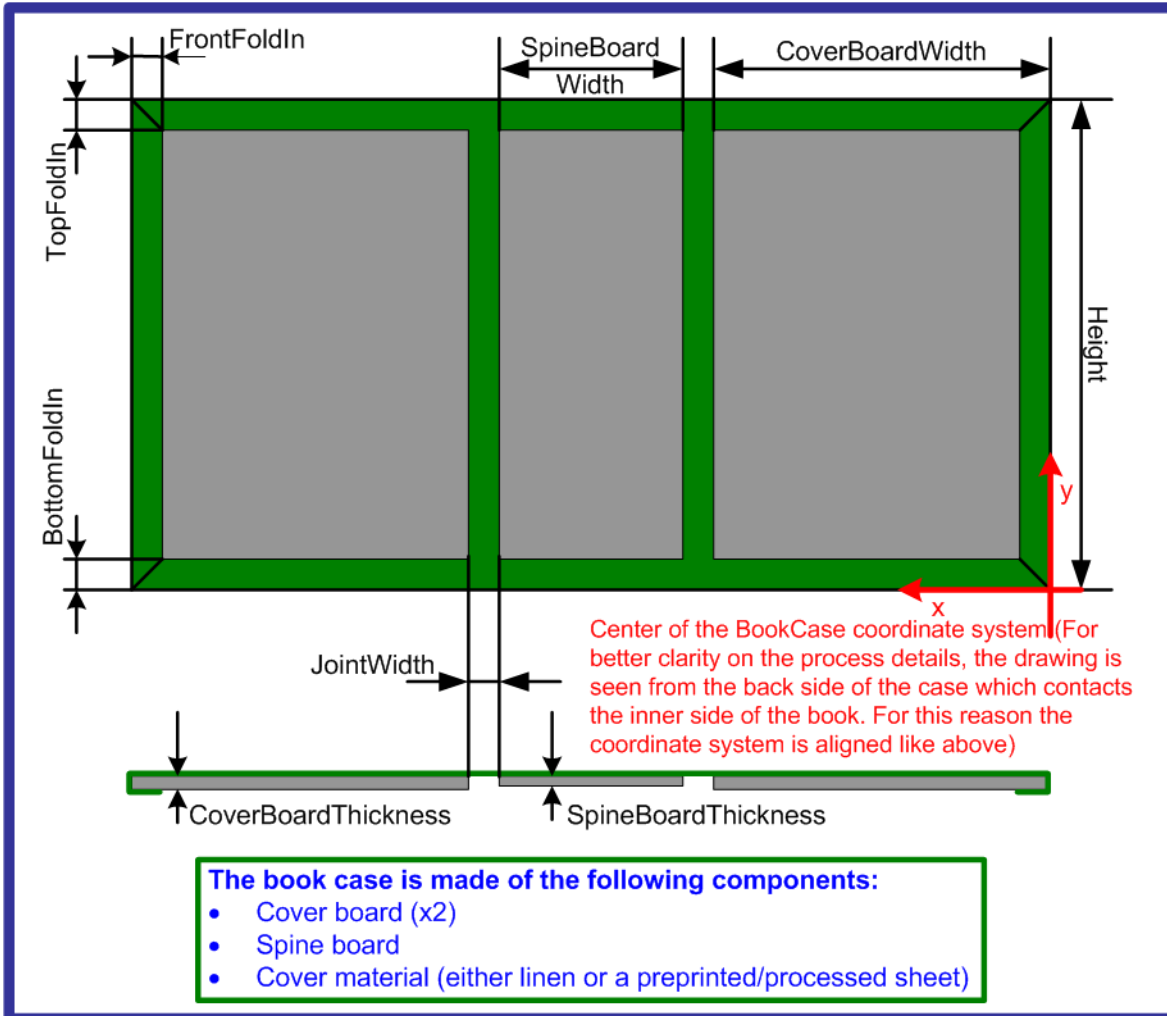 FrontFoldIn
SpineBoard
Width
CoverBoardWidth
TopFoldIn
Height
BottomFoldIn
y
x
Center of the BookCase coordinate system (For
better clarity on the process details, the drawing is
seen from the back side of the case which contacts
the inner side of the book. For this reason the
coordinate system is aligned like above)
JointWidth
CoverBoardThickness
SpineBoardThickness
The book case is made of the following components:
• Cover board (x2)
• Spine board
• Cover material (either linen or a preprinted/processed sheet)